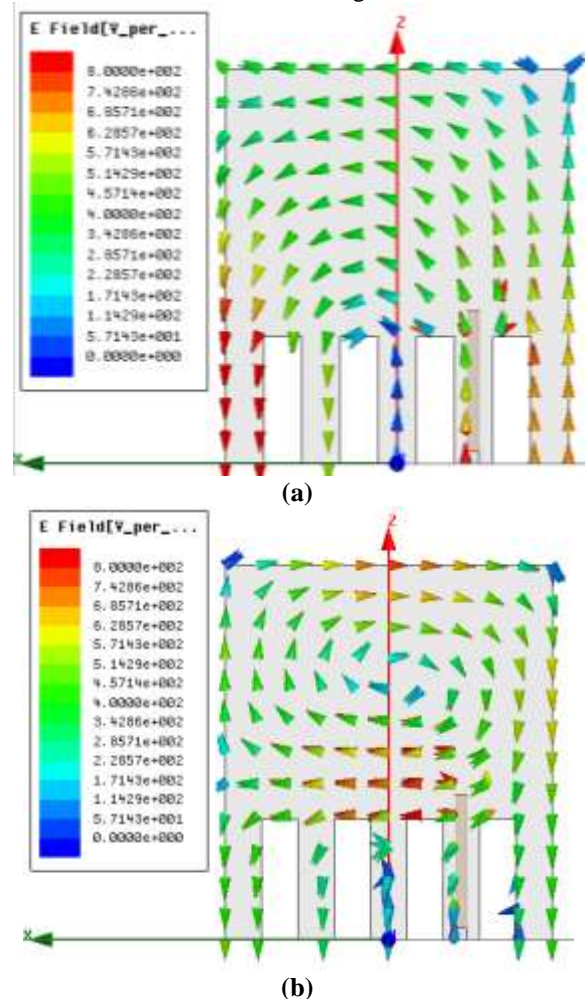 E Field[V_per_...
8.0000e+002
7.4286e+002
6.8571e+002
6.2857e+002
5.7143e+002
5.1429e+002
4.5714e+002
4.0000e+002
3.4286e+002
2.8571e+002
2.2857e+002
1.7143e+002
1.1429e+002
5.7143e+001
0.0000e+000
Z
X
(a)
E Field[V_per_...
8.0000e+002
7.4286e+002
6.8571e+002
6.2857e+002
5.7143e+002
5.1429e+002
4.5714e+002
4.0000e+002
3.4286e+002
2.8571e+002
2.2857e+002
1.7143e+002
1.1429e+002
5.7143e+001
0.0000e+000
Z
X
(b)